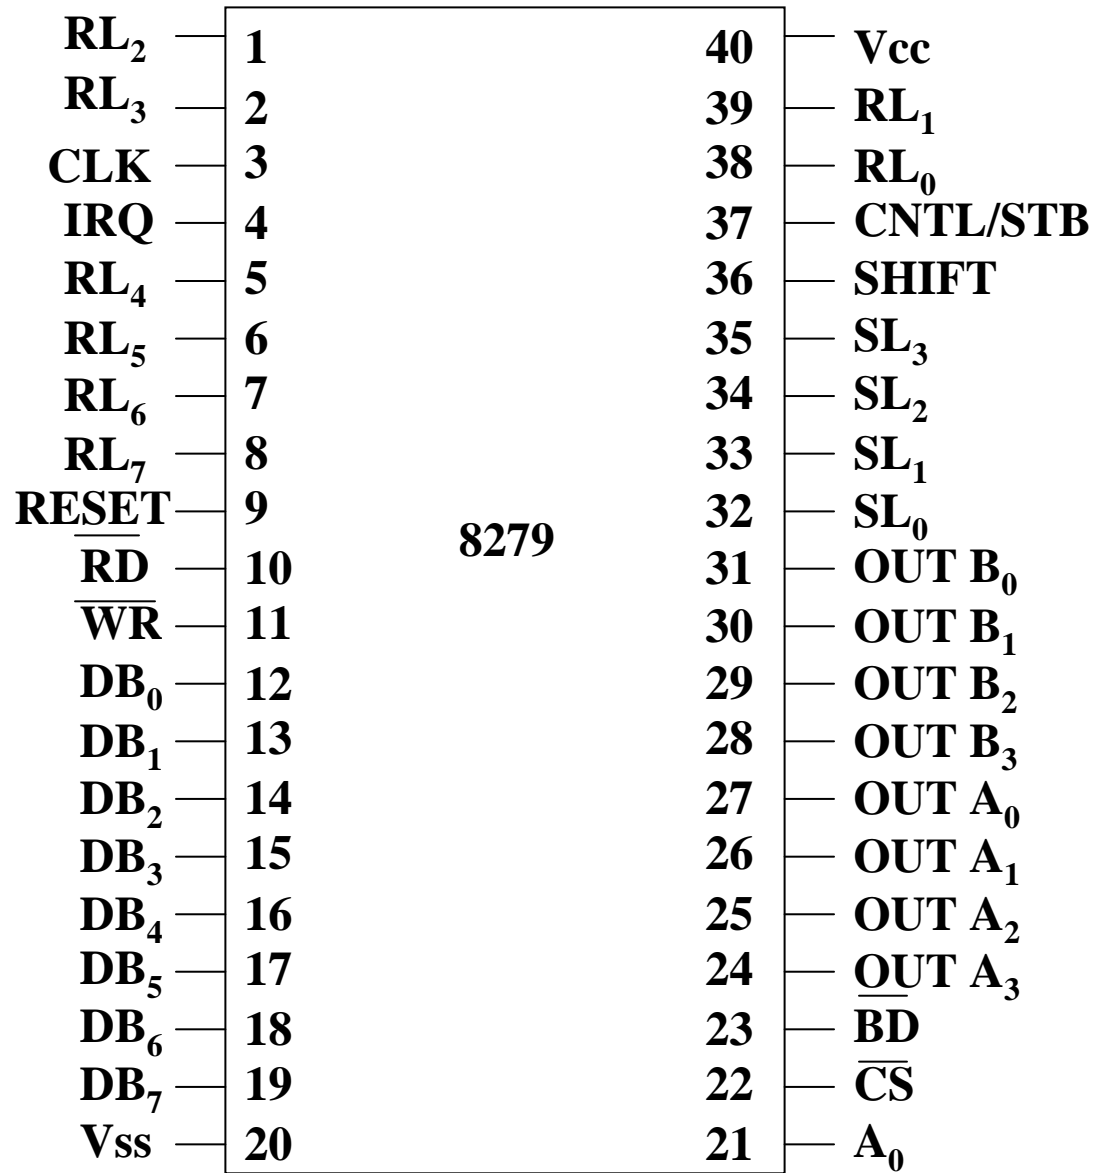 RL₂ 1 40 Vcc
RL₃ 2 39 RL₁
CLK 3 38 RL₀
IRQ 4 37 CNTL/STB
RL₄ 5 36 SHIFT
RL₅ 6 35 SL₃
RL₆ 7 34 SL₂
RL₇ 8 33 SL₁
RESET 9 32 SL₀
8279
R̅D̅ 10 31 OUT B₀
W̅R̅ 11 30 OUT B₁
DB₀ 12 29 OUT B₂
DB₁ 13 28 OUT B₃
DB₂ 14 27 OUT A₀
DB₃ 15 26 OUT A₁
DB₄ 16 25 OUT A₂
DB₅ 17 24 OUT A₃
DB₆ 18 23 B̅D̅
DB₇ 19 22 C̅S̅
Vss 20 21 A₀